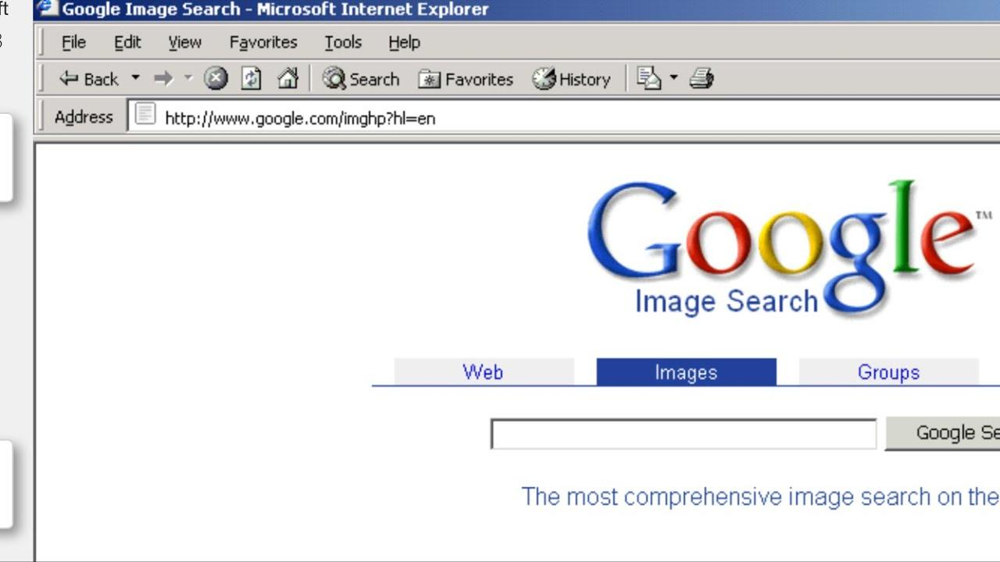 ft
Google Image Search - Microsoft Internet Explorer
File Edit View Favorites Tools Help
Back Search Favorites History
Address http://www.google.com/imghp?hl=en
Google™
Image Search
Web Images Groups
Google Se
The most comprehensive image search on the